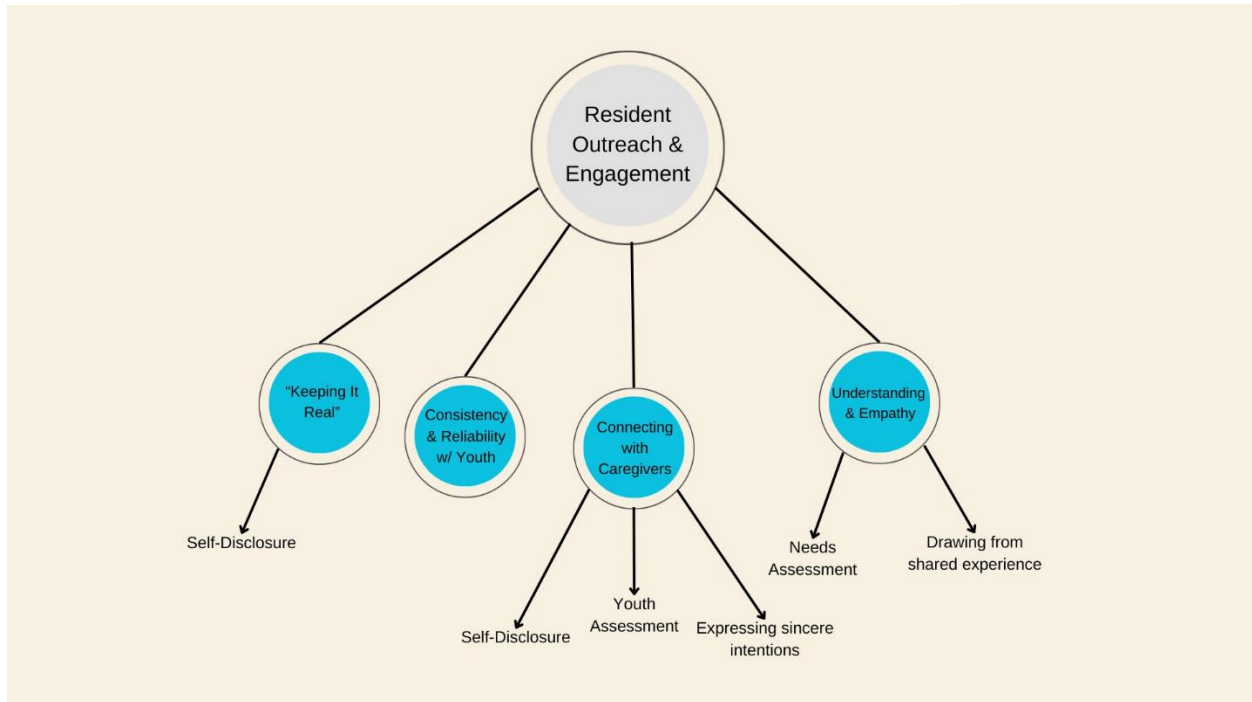 Resident
Outreach &
Engagement
“Keeping It
Real”
Consistency
& Reliability
w/ Youth
Connecting
with
Caregivers
Understanding
& Empathy
Self-Disclosure
Needs
Assessment
Drawing from
shared experience
Self-Disclosure
Youth
Assessment
Expressing sincere
intentions